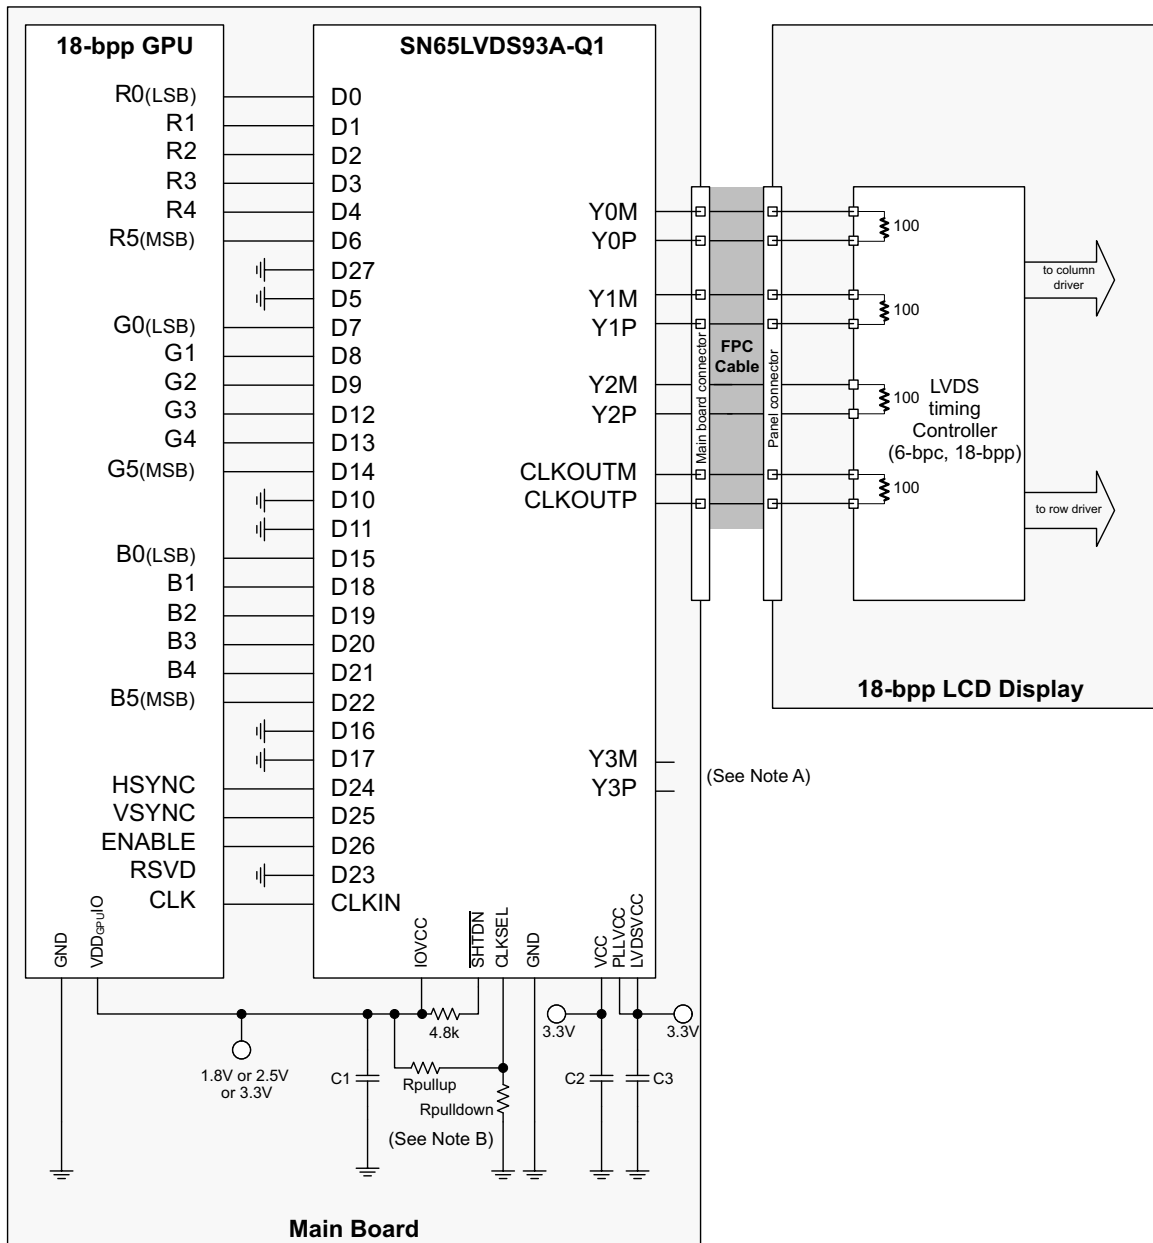 18-bpp GPU
SN65LVDS93A-Q1
R0(LSB)
R1
R2
R3
R4
R5(MSB)
G0(LSB)
G1
G2
G3
G4
G5(MSB)
B0(LSB)
B1
B2
B3
B4
B5(MSB)
HSYNC
VSYNC
ENABLE
RSVD
CLK
GND
VDDGPUIO
D0
D1
D2
D3
D4
D6
D27
D5
D7
D8
D9
D12
D13
D14
D10
D11
D15
D18
D19
D20
D21
D22
D16
D17
D24
D25
D26
D23
CLKIN
Y0M
Y0P
Y1M
Y1P
Y2M
Y2P
CLKOUTM
CLKOUTP
Y3M
Y3P
(See Note A)
IOVCC
SHTDN
CLKSEL
GND
VCC
PLLVCC
LVDSVCC
Main board connector
FPC
Cable
Panel connector
100
100
100
100
LVDS
timing
Controller
(6-bpc, 18-bpp)
to column
driver
to row driver
18-bpp LCD Display
1.8V or 2.5V
or 3.3V
C1
4.8k
Rpullup
Rpulldown
(See Note B)
3.3V
3.3V
C2
C3
Main Board